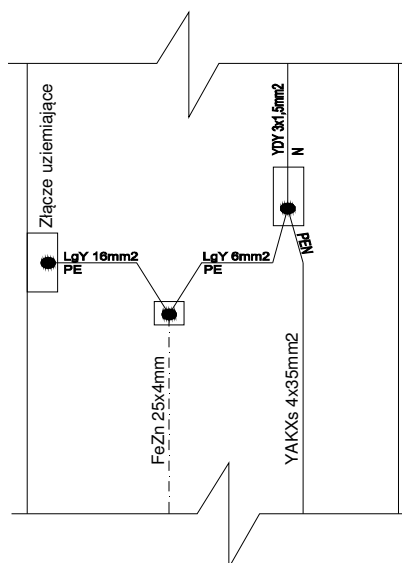 Złącze uziemiające
YDY 3x1,5mm2
N
LgY 16mm2
PE
LgY 6mm2
PE
PEN
FeZn 25x4mm
YAKXs 4x35mm2